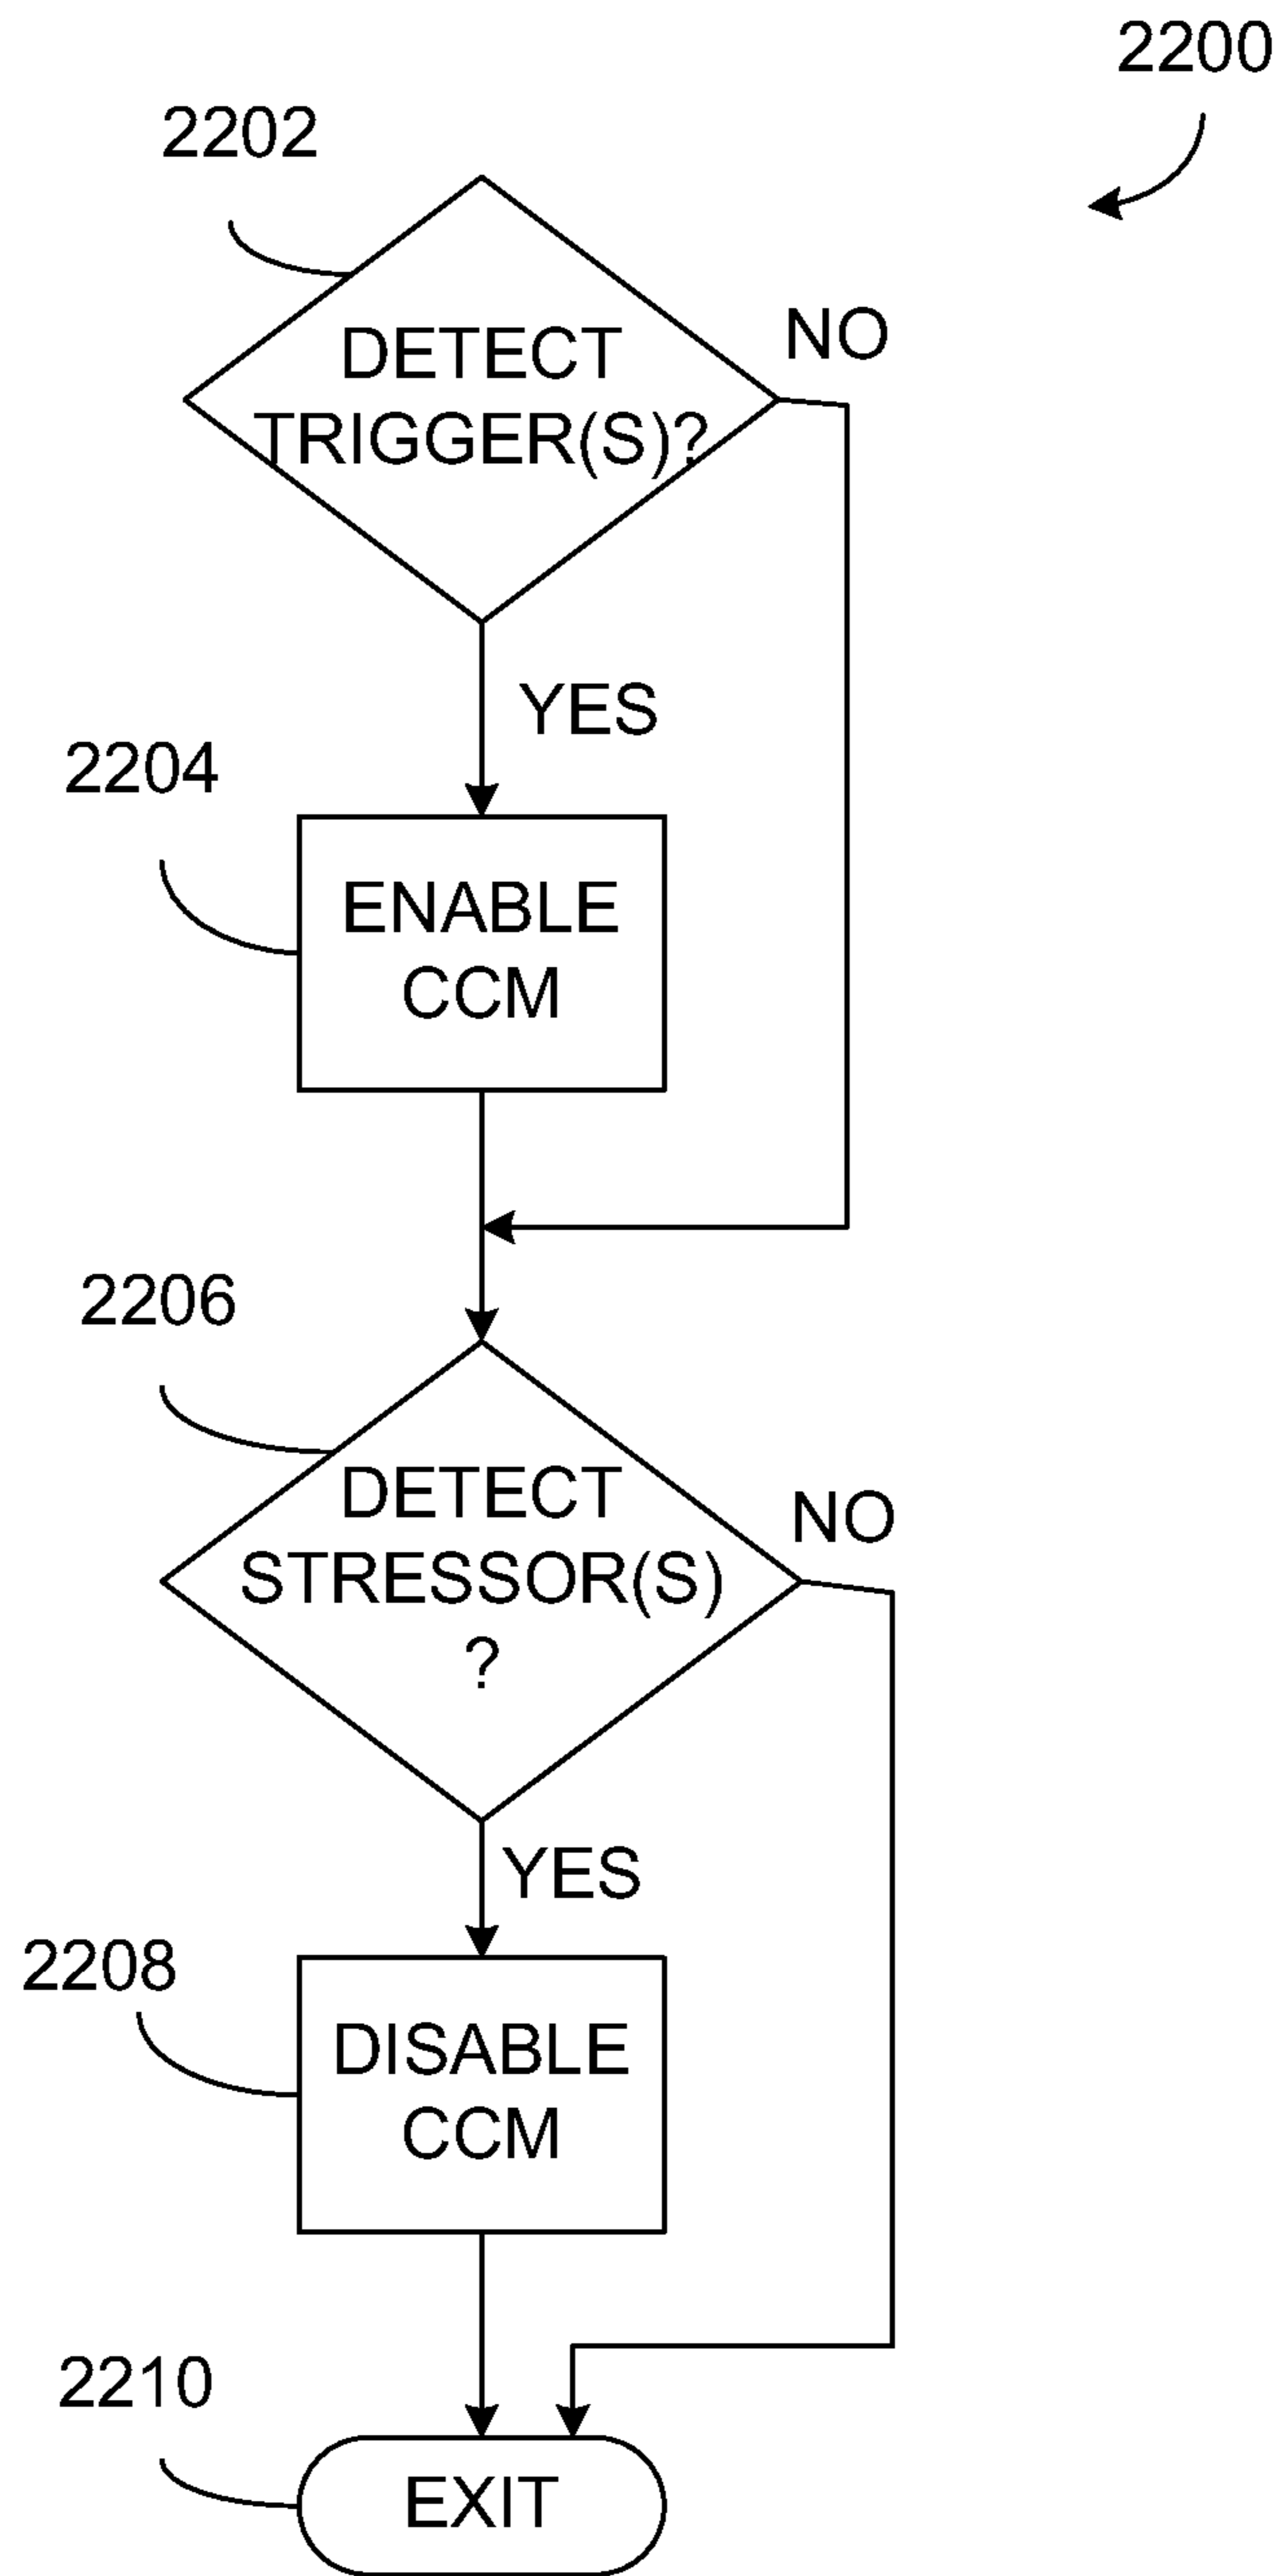 2200
2202
DETECT
TRIGGER(S)?
NO
YES
2204
ENABLE
CCM
2206
DETECT
STRESSOR(S)
?
NO
YES
2208
DISABLE
CCM
2210
EXIT